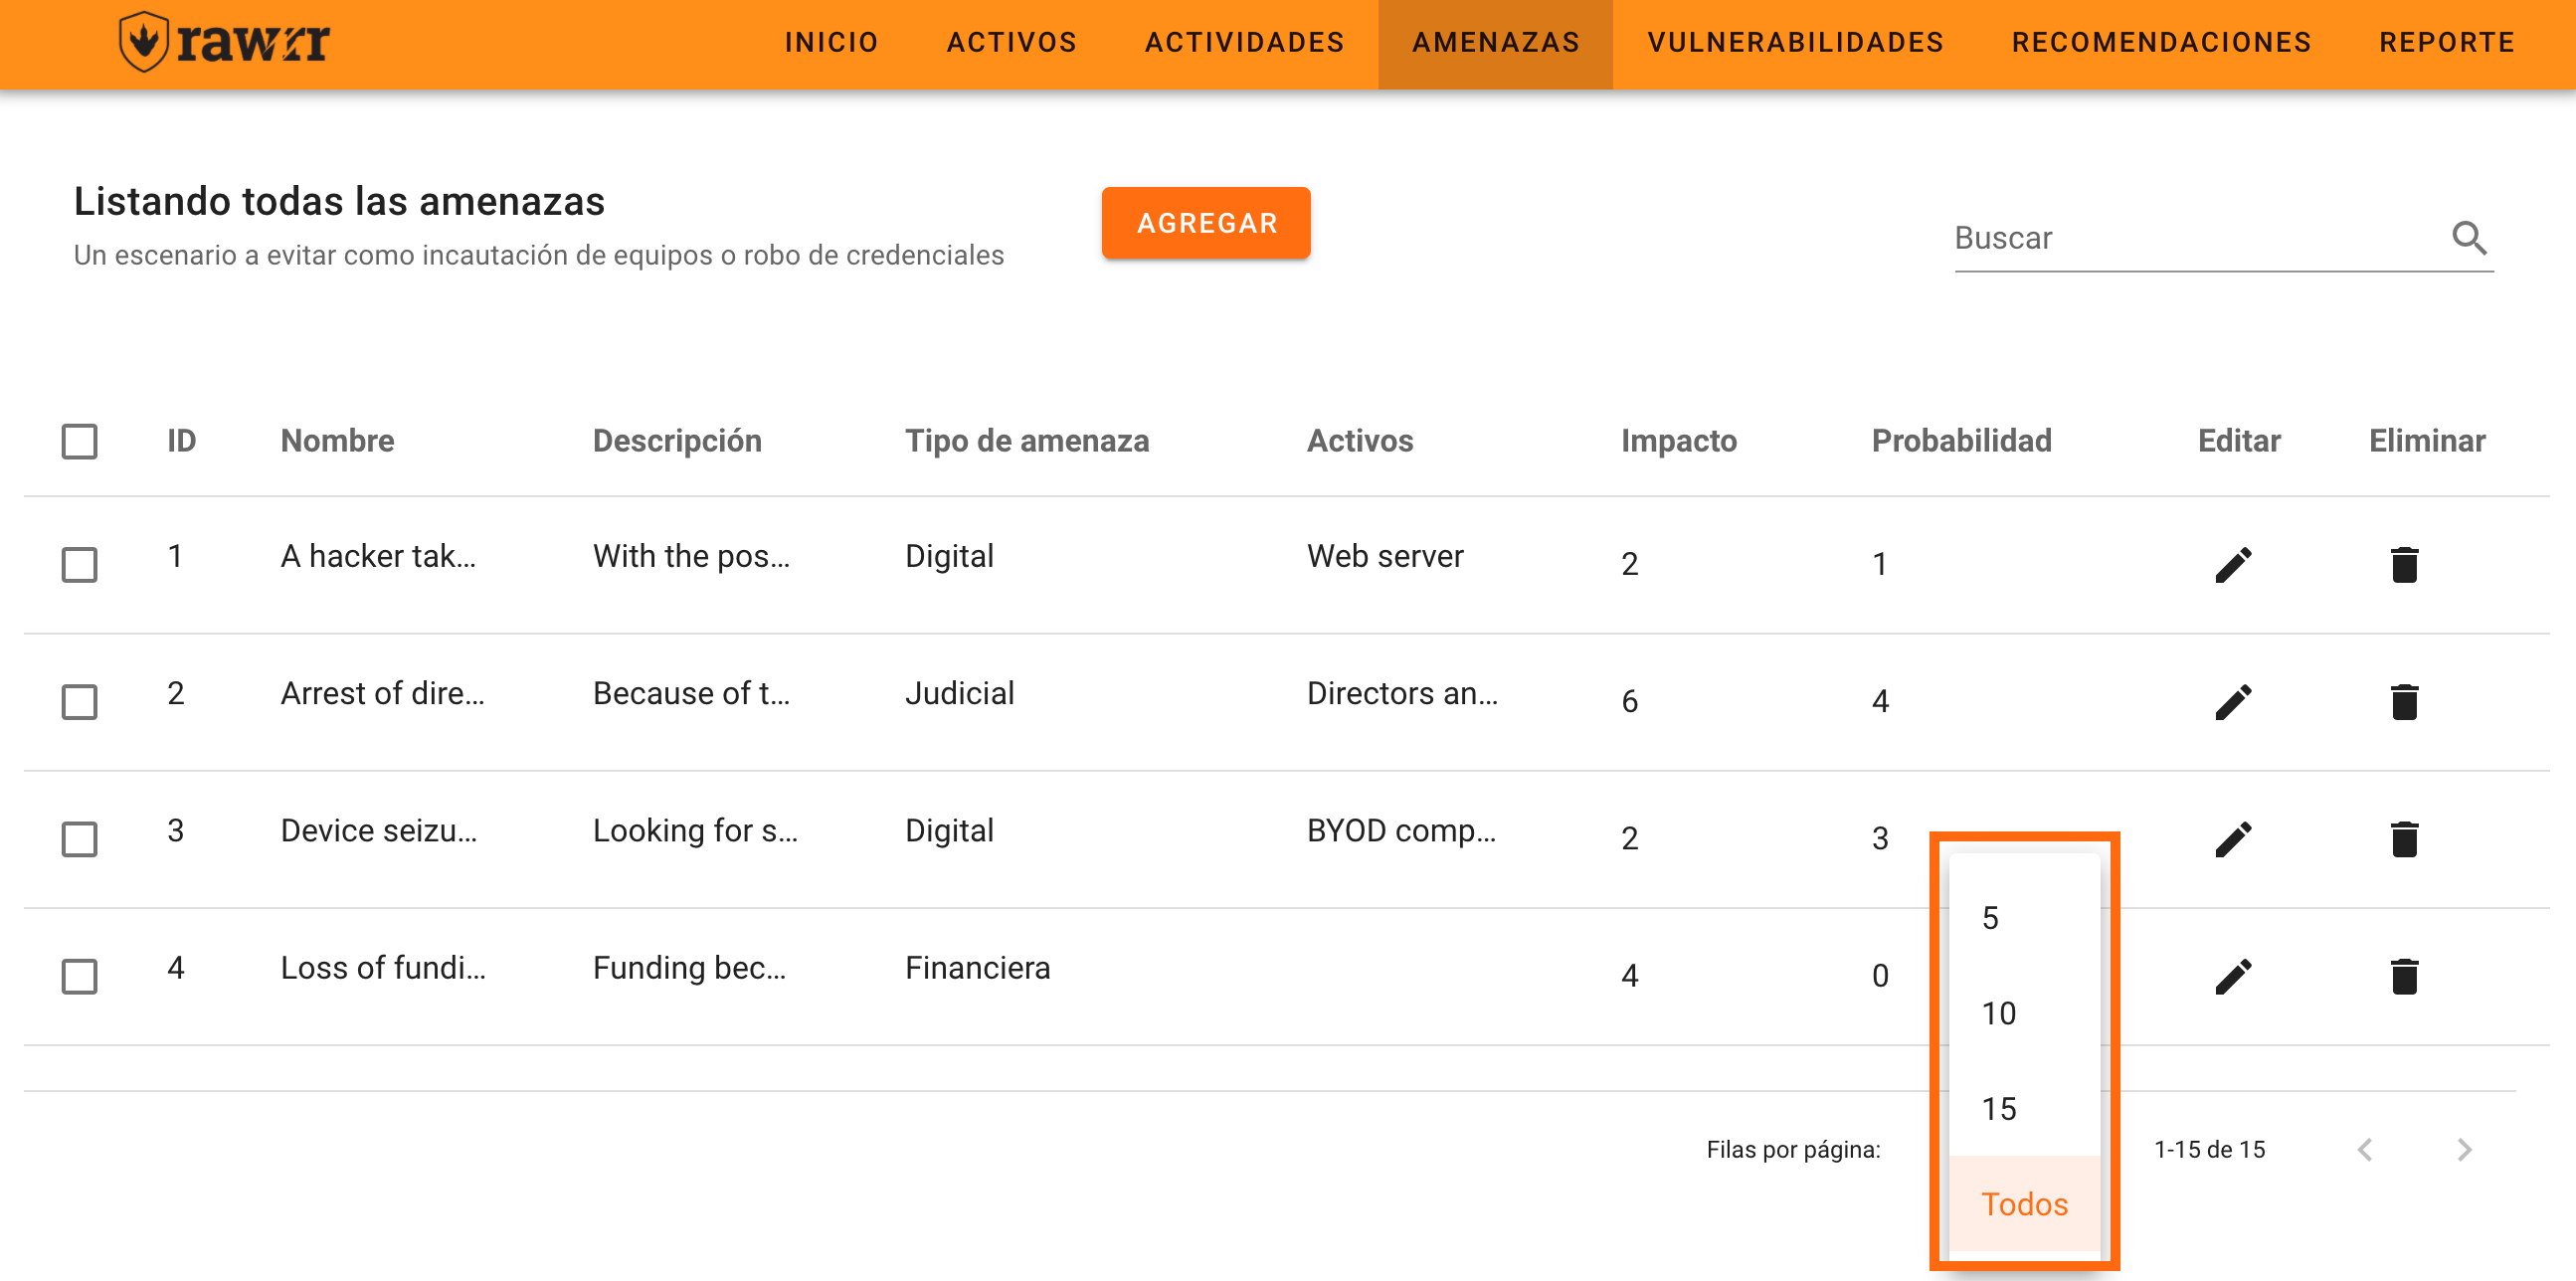 rawrr INICIO ACTIVOS ACTIVIDADES AMENAZAS VULNERABILIDADES RECOMENDACIONES REPORTE
Listando todas las amenazas
Un escenario a evitar como incautación de equipos o robo de credenciales
AGREGAR
Buscar
ID Nombre Descripción Tipo de amenaza Activos Impacto Probabilidad Editar Eliminar
1 A hacker tak... With the pos... Digital Web server 2 1
2 Arrest of dire... Because of t... Judicial Directors an... 6 4
3 Device seizu... Looking for s... Digital BYOD comp... 2 3
4 Loss of fundi... Funding bec... Financiera 4 0
5
10
15
Todos
Filas por página: 1-15 de 15